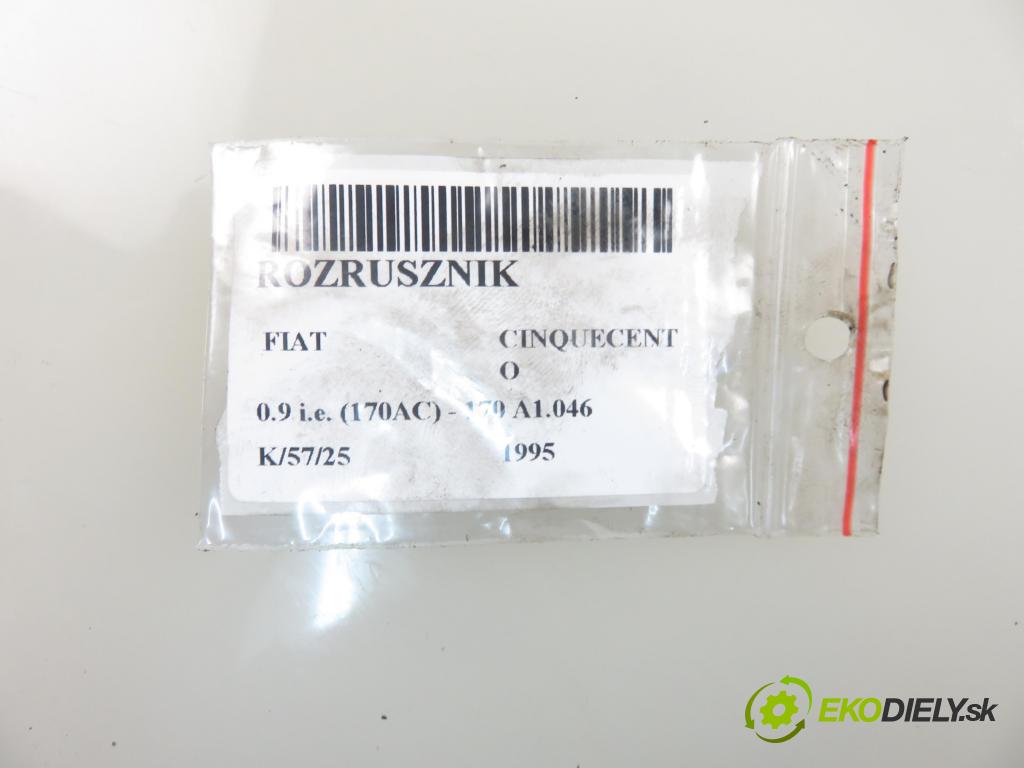 ROZRUSZNIK
FIAT CINQUECENT
O
0.9 i.e. (170AC) - 170 A1.046
K/57/25 1995
EKODIELY.sk